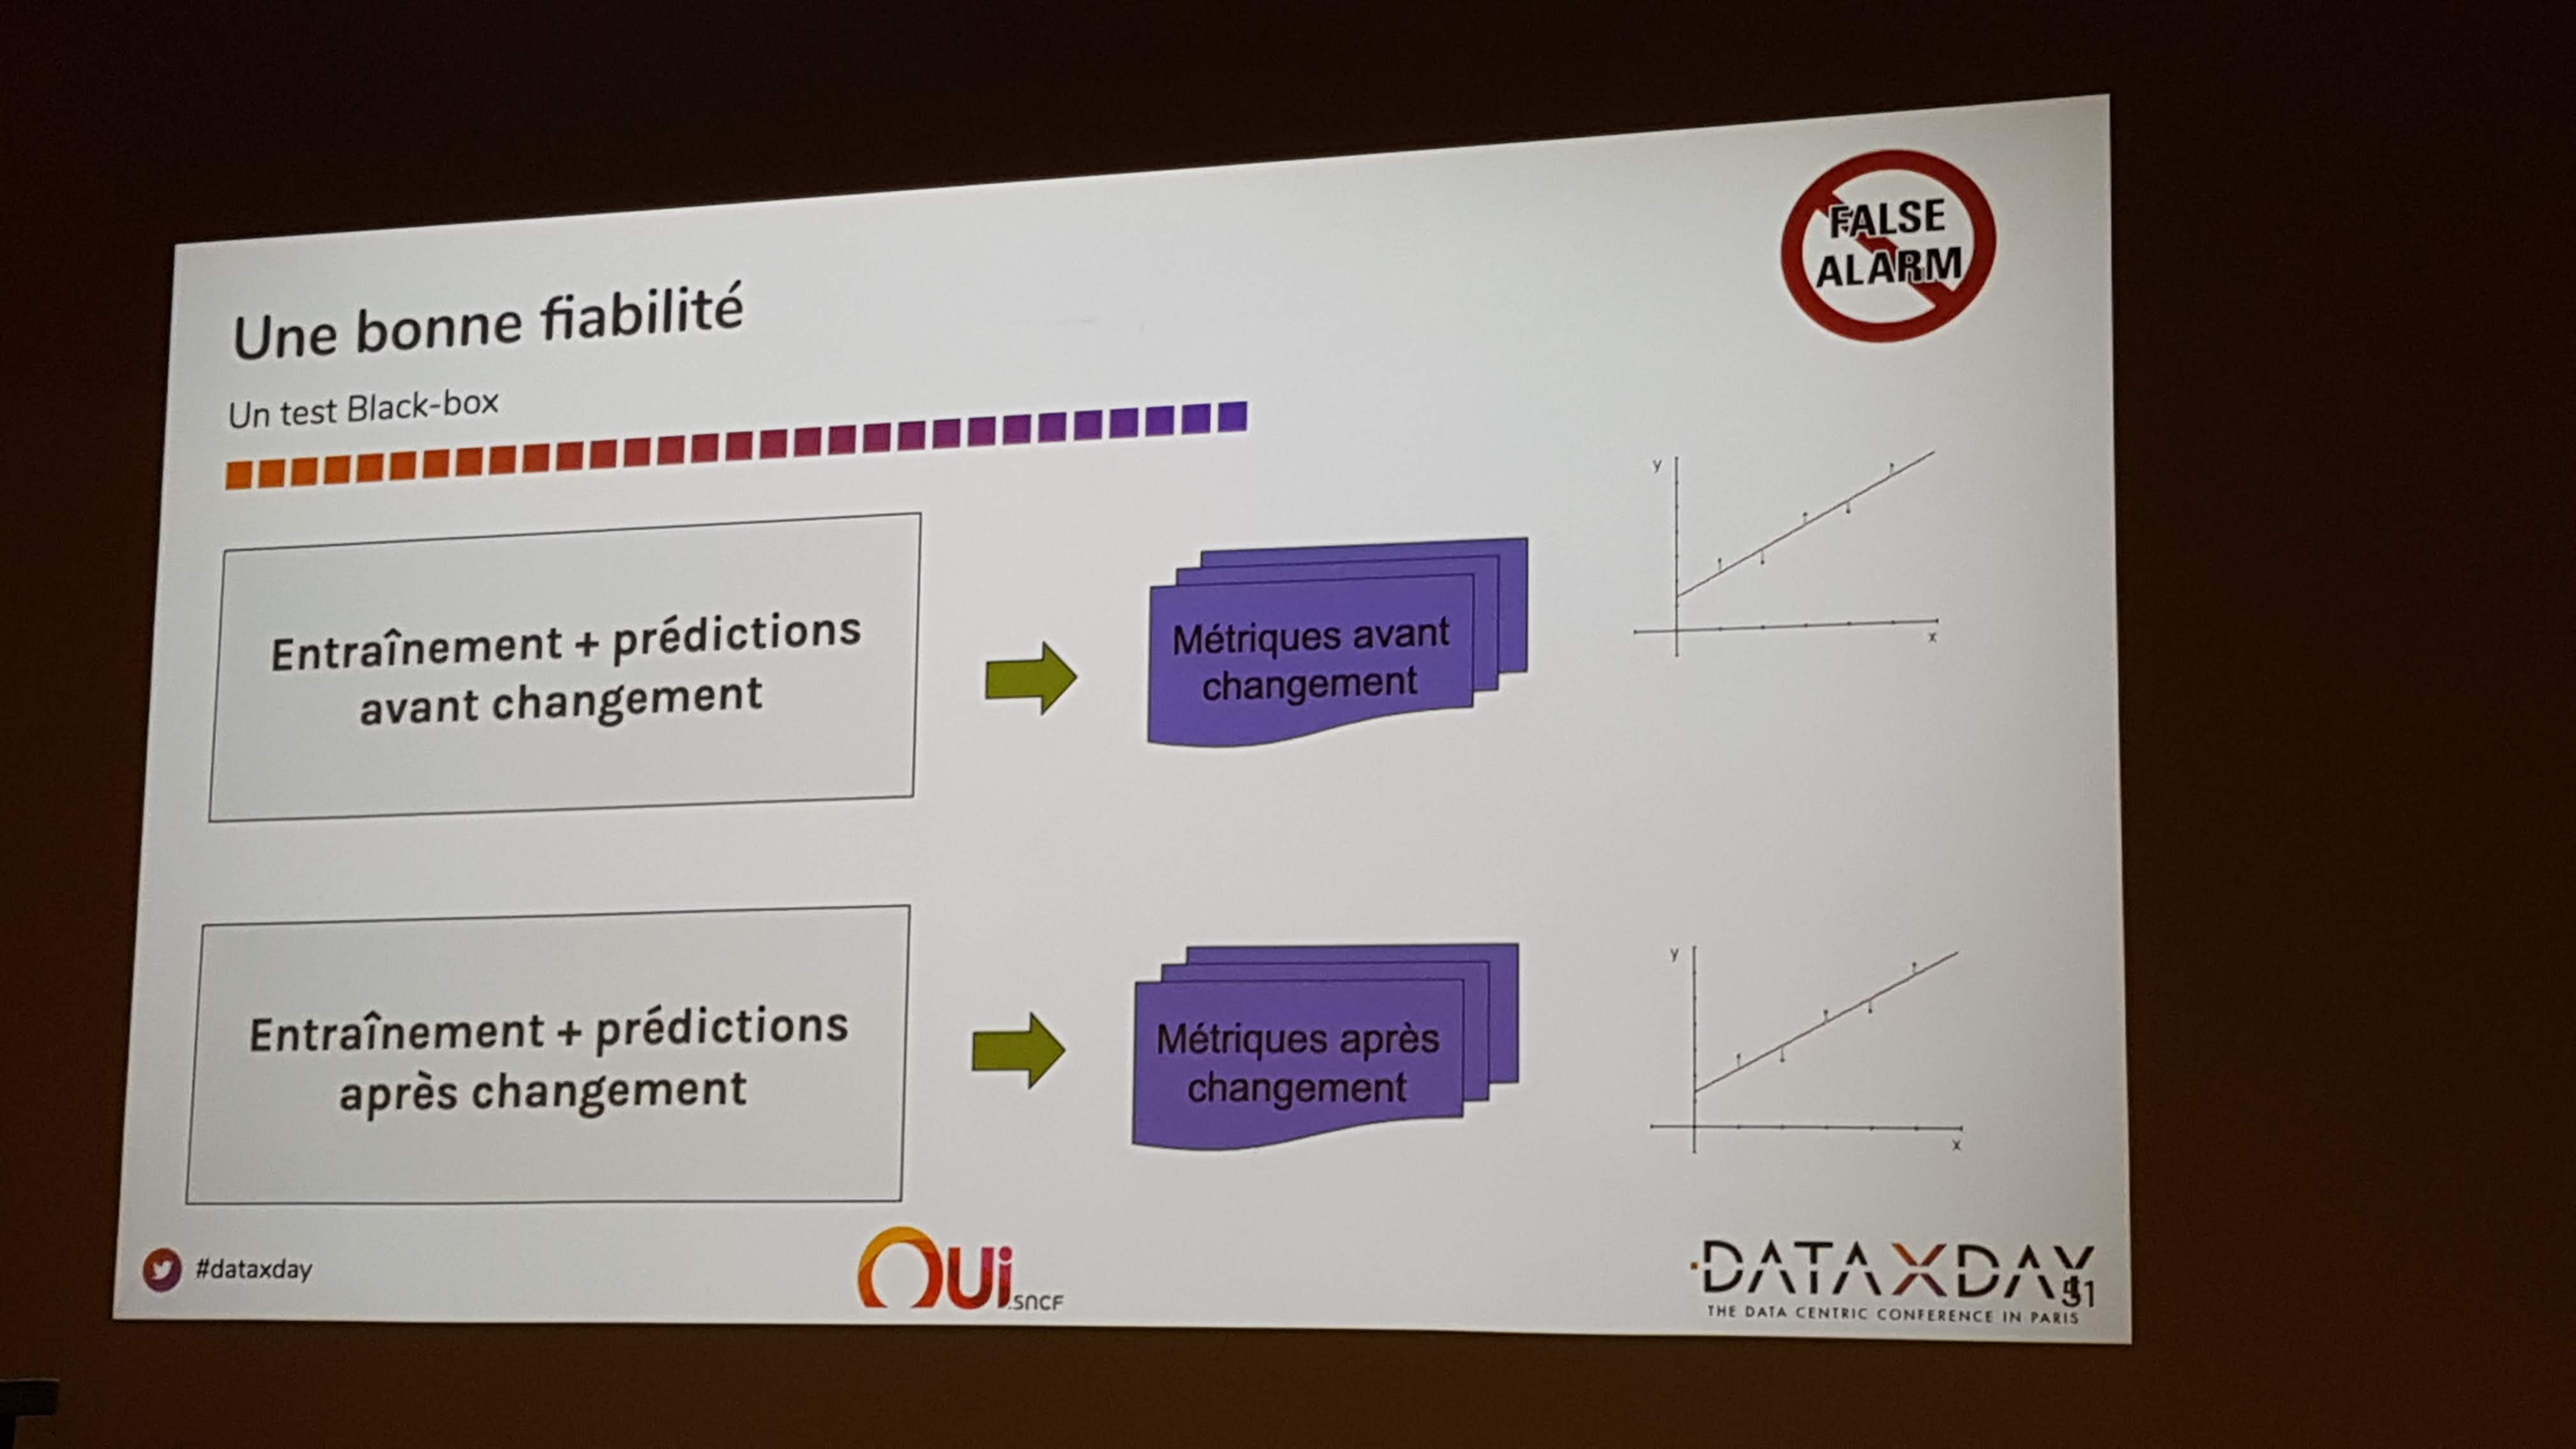 FALSE
ALARM
Une bonne fiabilité
Un test Black-box
Entraînement + prédictions
avant changement
Métriques avant
changement
y
x
Entraînement + prédictions
après changement
Métriques après
changement
y
x
#dataxday
OUi.SNCF
DATAXDAY
THE DATA CENTRIC CONFERENCE IN PARIS